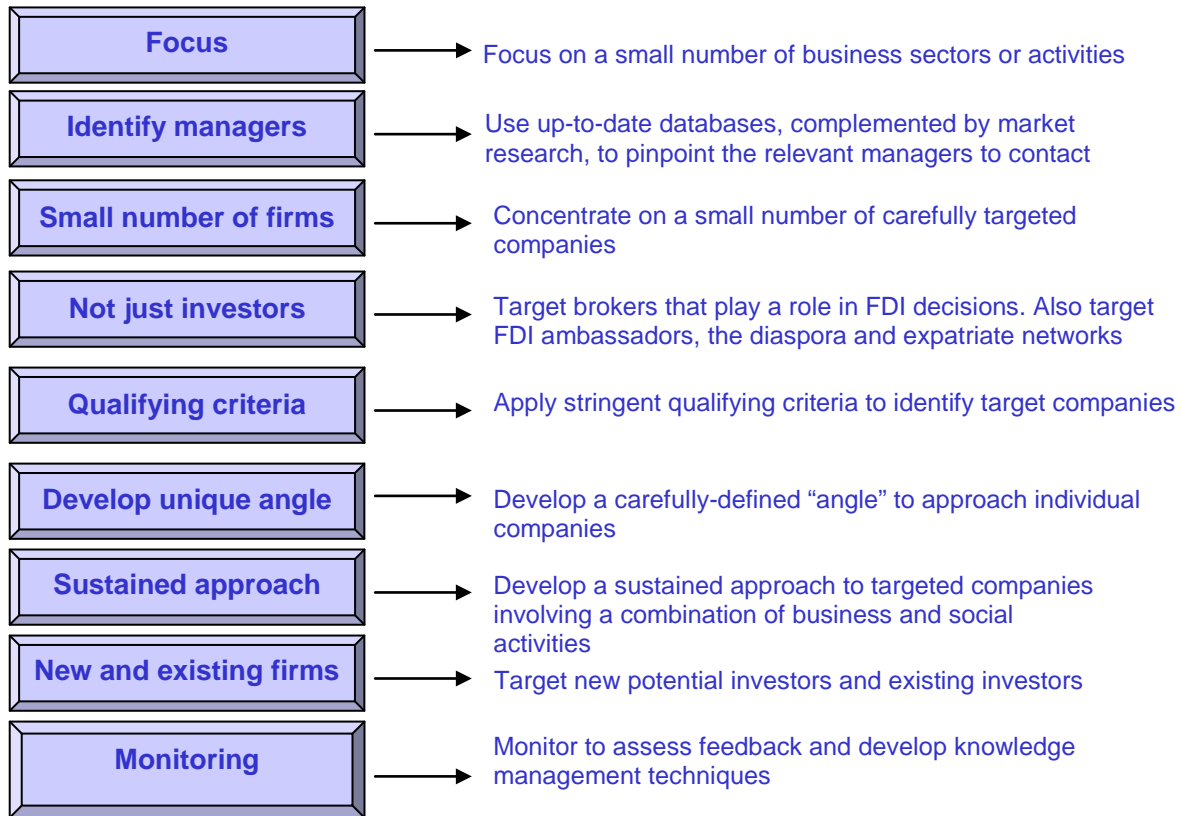 Focus
Focus on a small number of business sectors or activities
Identify managers
Use up-to-date databases, complemented by market
research, to pinpoint the relevant managers to contact
Small number of firms
Concentrate on a small number of carefully targeted
companies
Not just investors
Target brokers that play a role in FDI decisions. Also target
FDI ambassadors, the diaspora and expatriate networks
Qualifying criteria
Apply stringent qualifying criteria to identify target companies
Develop unique angle
Develop a carefully-defined “angle” to approach individual
companies
Sustained approach
Develop a sustained approach to targeted companies
involving a combination of business and social
activities
New and existing firms
Target new potential investors and existing investors
Monitoring
Monitor to assess feedback and develop knowledge
management techniques